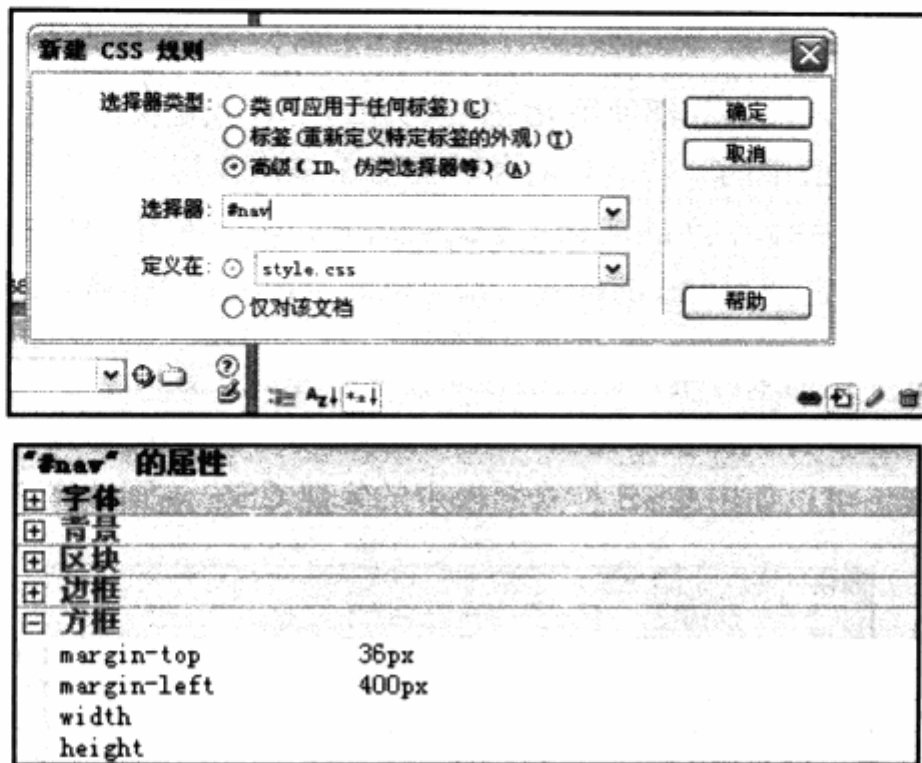 新建 CSS 规则
选择器类型: 类(可应用于任何标签)(C)
标签(重新定义特定标签的外观)(T)
高级(ID、伪类选择器等)(A)
确定
取消
选择器: #nav
定义在: style.css
仅对该文档
帮助
"#nav" 的属性
字体
背景
区块
边框
方框
margin-top 36px
margin-left 400px
width
height